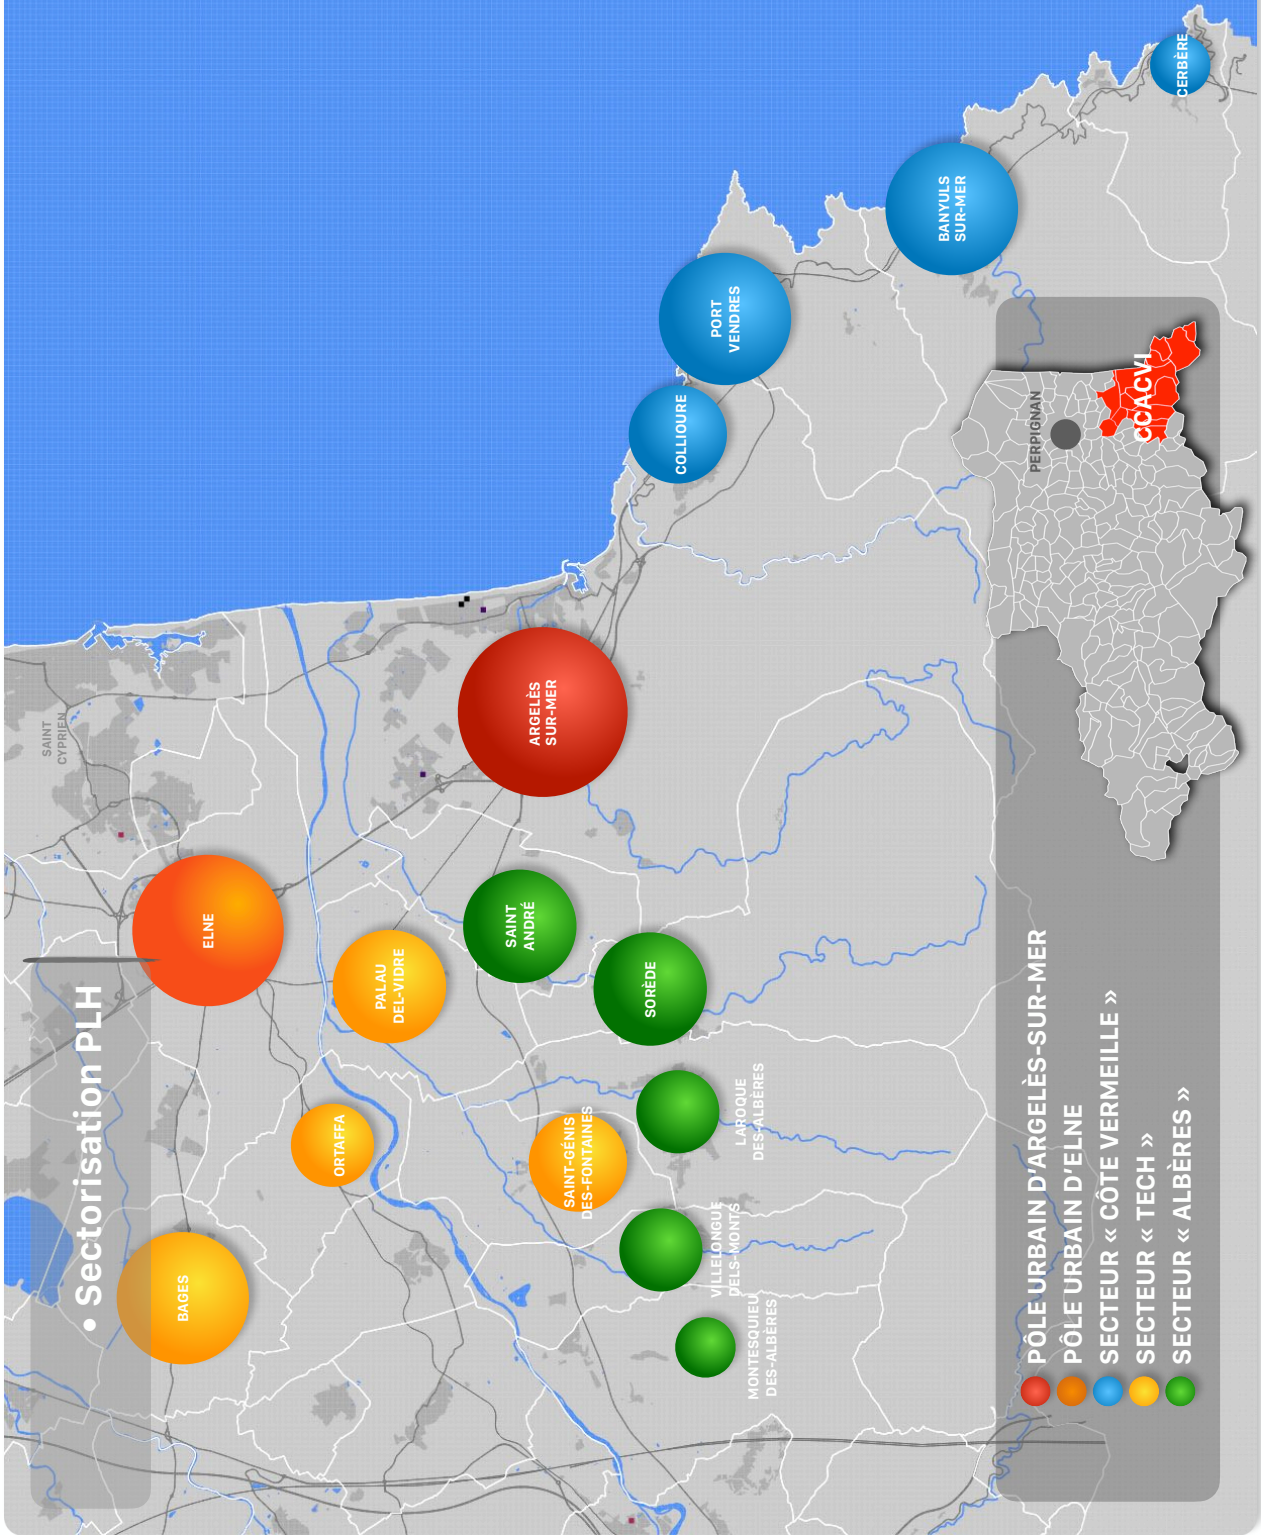 • Sectorisation PLH
SAINT
CYPRIEN
ELNE
BAGES
ORTAFFA
PALAU
DEL-VIDRE
ARGELÈS
SUR-MER
SAINT
ANDRÉ
SAINT-GÉNIS
DES-FONTAINES
SORÈDE
LAROQUE
DES-ALBÈRES
VILLELONGUE
DELS-MONTS
MONTESQUIEU
DES-ALBÈRES
COLLIOURE
PORT
VENDRES
BANYULS
SUR-MER
CERBÈRE
PÔLE URBAIN D'ARGELÈS-SUR-MER
PÔLE URBAIN D'ELNE
SECTEUR « CÔTE VERMEILLE »
SECTEUR « TECH »
SECTEUR « ALBÈRES »
PERPIGNAN
CCACVI